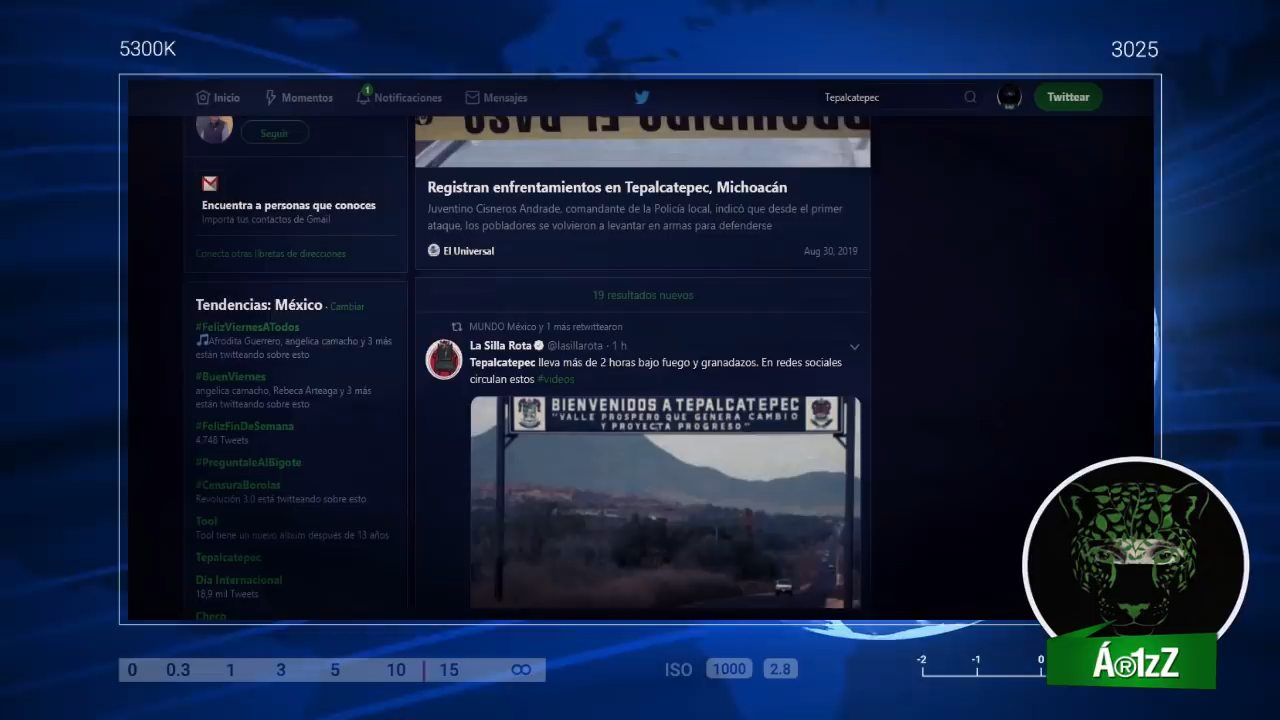 5300K
3025
Inicio
Momentos
1
Notificaciones
Mensajes
Tepalcatepec
Twittear
Seguir
Encuentra a personas que conoces
Importa tus contactos de Gmail
Conecta otras libretas de direcciones
Tendencias: México · Cambiar
#FelizViernesATodos
Afrodita Guerrero, angelica camacho y 3 más
están twitteando sobre esto
#BuenViernes
angelica camacho, Rebeca Arteaga y 3 más
están twitteando sobre esto
#FelizFinDeSemana
4,748 Tweets
#PreguntaleAlBigote
#CensuraBorolas
Revolución 3.0 está twitteando sobre esto
Tool
Tool tiene un nuevo álbum después de 13 años
Tepalcatepec
Día Internacional
18,9 mil Tweets
Checo
PROHIBIDO EL PASO
Registran enfrentamientos en Tepalcatepec, Michoacán
Juventino Cisneros Andrade, comandante de la Policía local, indicó que desde el primer
ataque, los pobladores se volvieron a levantar en armas para defenderse
El Universal
Aug 30, 2019
19 resultados nuevos
MUNDO México y 1 más retwittearon
La Silla Rota @lasillarota · 1 h
Tepalcatepec lleva más de 2 horas bajo fuego y granadazos. En redes sociales
circulan estos #videos
BIENVENIDOS A TEPALCATEPEC
"VALLE PROSPERO QUE GENERA CAMBIO
Y PROYECTA PROGRESO"
0 0.3 1 3 5 10 15 ∞
ISO 1000 2.8
-2 -1 0
Á®1zZ